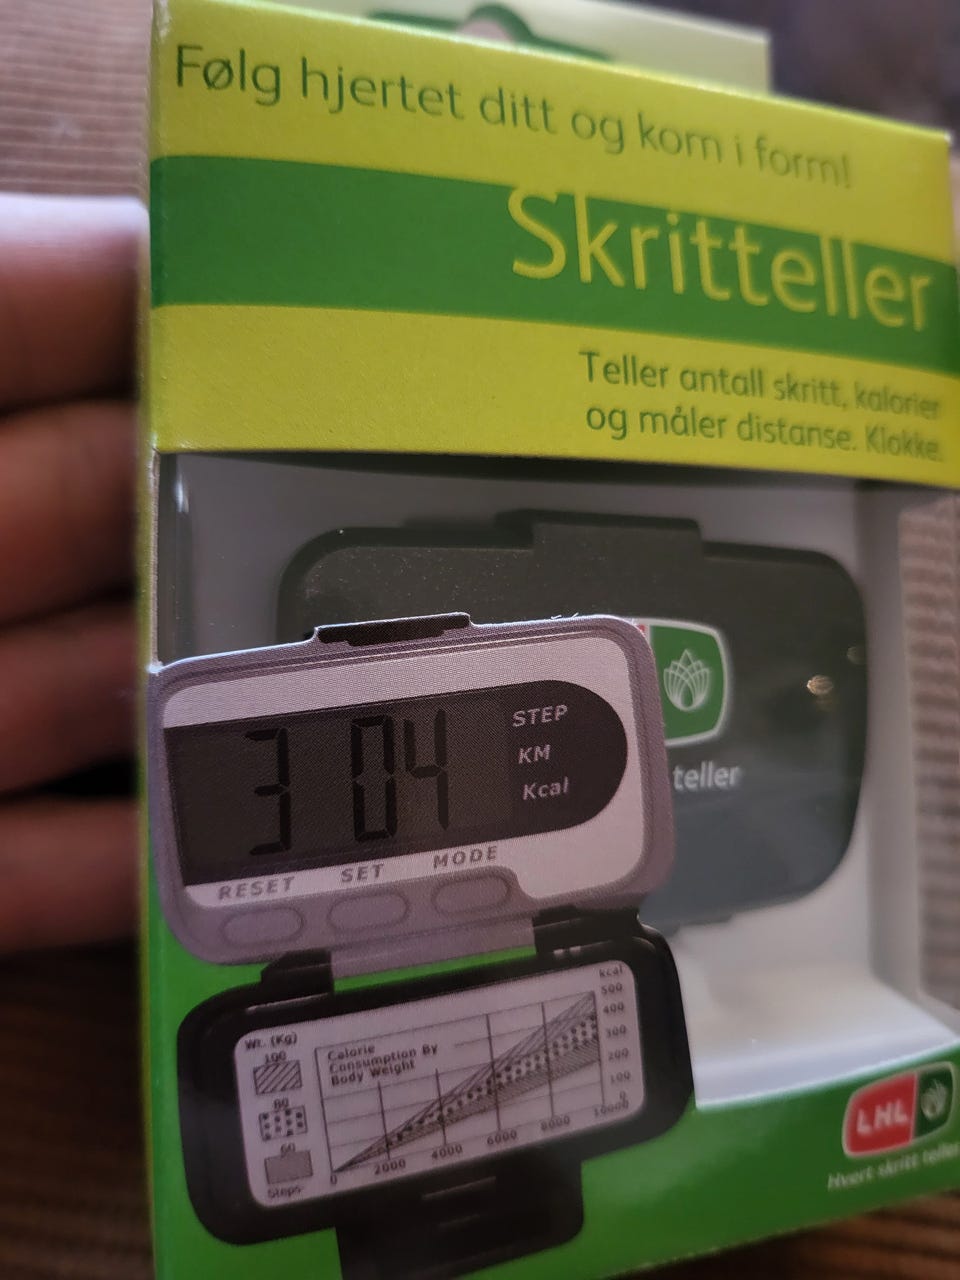 Følg hjertet ditt og kom i form!
Skritteller
Teller antall skritt, kalorier
og måler distanse. Klokke.
teller
3 04
STEP
KM
Kcal
RESET SET MODE
Wt. (Kg)
100
80
60
Steps
Calorie
Consumption By
Body Weight
kcal
500
400
300
200
100
0
0 2000 4000 6000 8000 10000
LHL
Hvert skritt teller